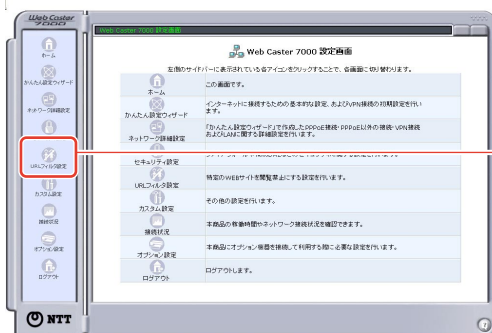 Web Caster
7000
Web Caster 7000 設定画面
Web Caster 7000 設定画面
左側のサイドバーに表示されている各アイコンをクリックすることで、各画面に切り替わります。
ホーム
かんたん設定ウィザード
ネットワーク詳細設定
URLフィルタ設定
カスタム設定
接続状況
オプション設定
ログアウト
ホーム
この画面です。
かんたん設定ウィザード
インターネットに接続するための基本的な設定、およびVPN接続の初期設定を行い
ます。
ネットワーク詳細設定
「かんたん設定ウィザード」で作成したPPPoE接続・PPPoE以外の接続・VPN接続
およびLANに関する詳細設定を行います。
セキュリティ設定
URLフィルタ設定
特定のWEBサイトを閲覧禁止にする設定を行います。
カスタム設定
その他の設定を行います。
接続状況
本商品の稼働時間やネットワーク接続状況を確認できます。
オプション設定
本商品にオプション機器を接続して利用する際に必要な設定を行います。
ログアウト
ログアウトします。
NTT